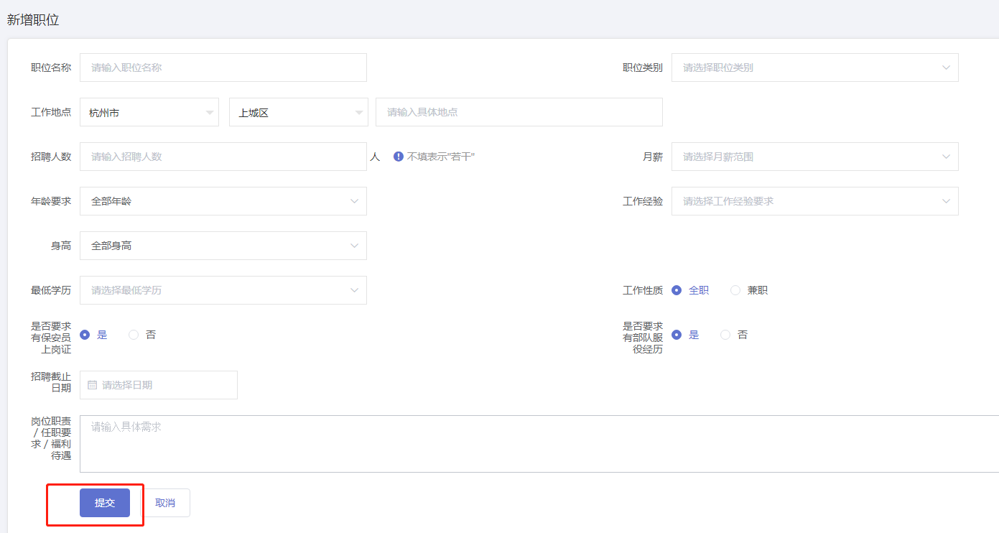 新增职位
职位名称 请输入职位名称 职位类别 请选择职位类别
工作地点 杭州市 上城区 请输入具体地点
招聘人数 请输入招聘人数 人 不填表示"若干" 月薪 请选择月薪范围
年龄要求 全部年龄 工作经验 请选择工作经验要求
身高 全部身高
最低学历 请选择最低学历 工作性质 全职 兼职
是否要求
有保安员
上岗证
是 否
是否要求
有部队服
役经历
是 否
招聘截止
日期
请选择日期
岗位职责
/ 任职要
求 / 福利
待遇
请输入具体需求
提交 取消